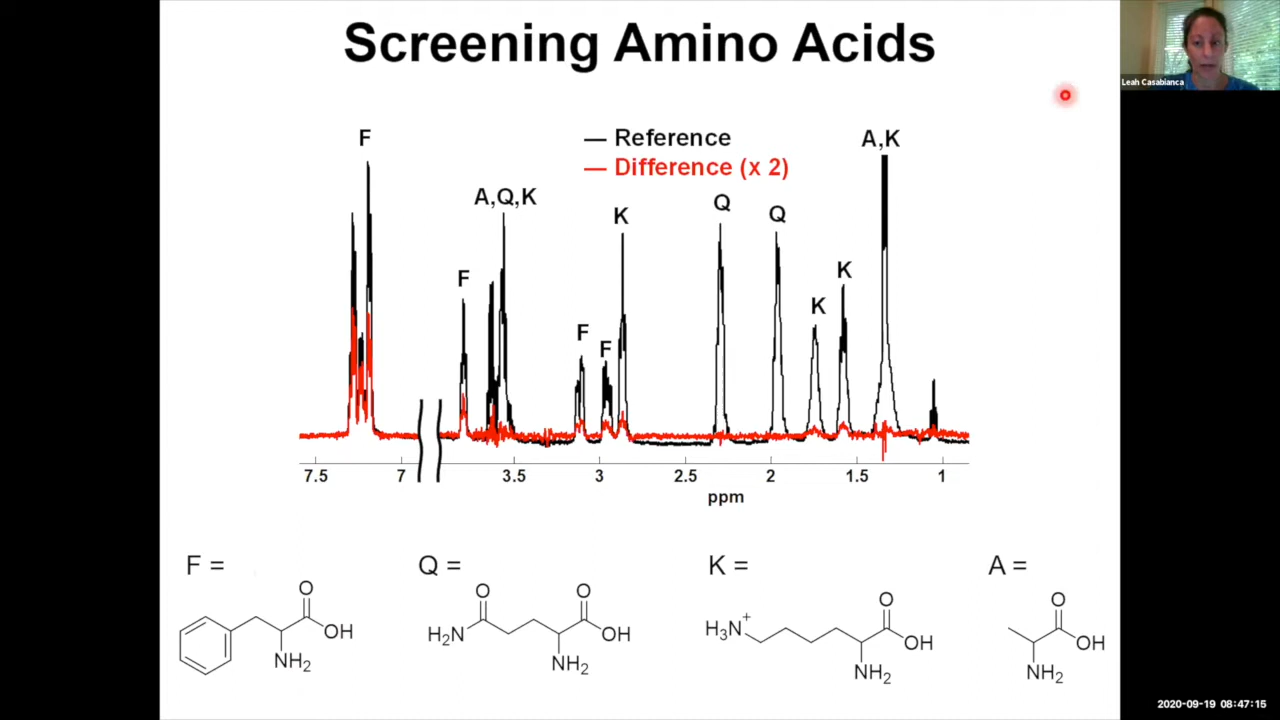 Screening Amino Acids
Leah Casabianca
F
— Reference
A,K
— Difference (x 2)
A,Q,K
K
Q
Q
F
K
K
F
F
7.5 7 3.5 3 2.5 2 1.5 1
ppm
F = Q = K = A =
O O O O O
OH H2N OH H3N+ OH OH
NH2 NH2 NH2 NH2
2020-09-19 08:47:15